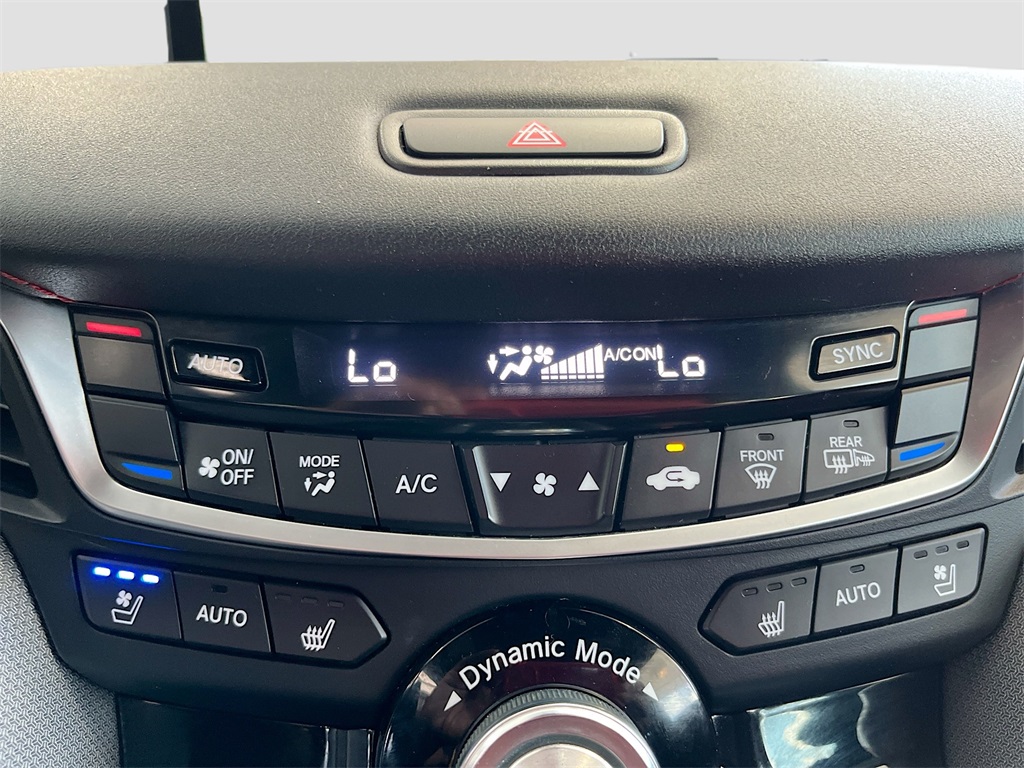 AUTO
Lo
A/CON
Lo
SYNC
ON/
OFF
MODE
A/C
FRONT
REAR
AUTO
AUTO
Dynamic Mode